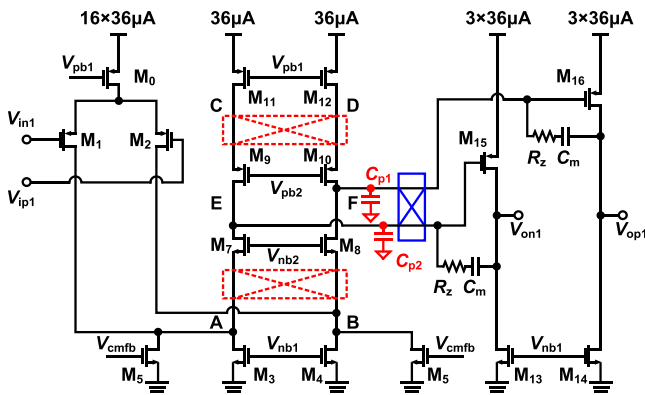 16×36μA 36μA 36μA 3×36μA 3×36μA
Vpb1 M0 Vpb1 M16
C M11 M12 D
Vin1 M1 M2 M15 Rz Cm
M9 M10
Cp1
Vip1 E Vpb2 F
M7 M8 Von1 Vop1
Vnb2 Cp2
Rz Cm
A B
Vcmfb Vnb1 Vcmfb Vnb1
M5 M3 M4 M5 M13 M14